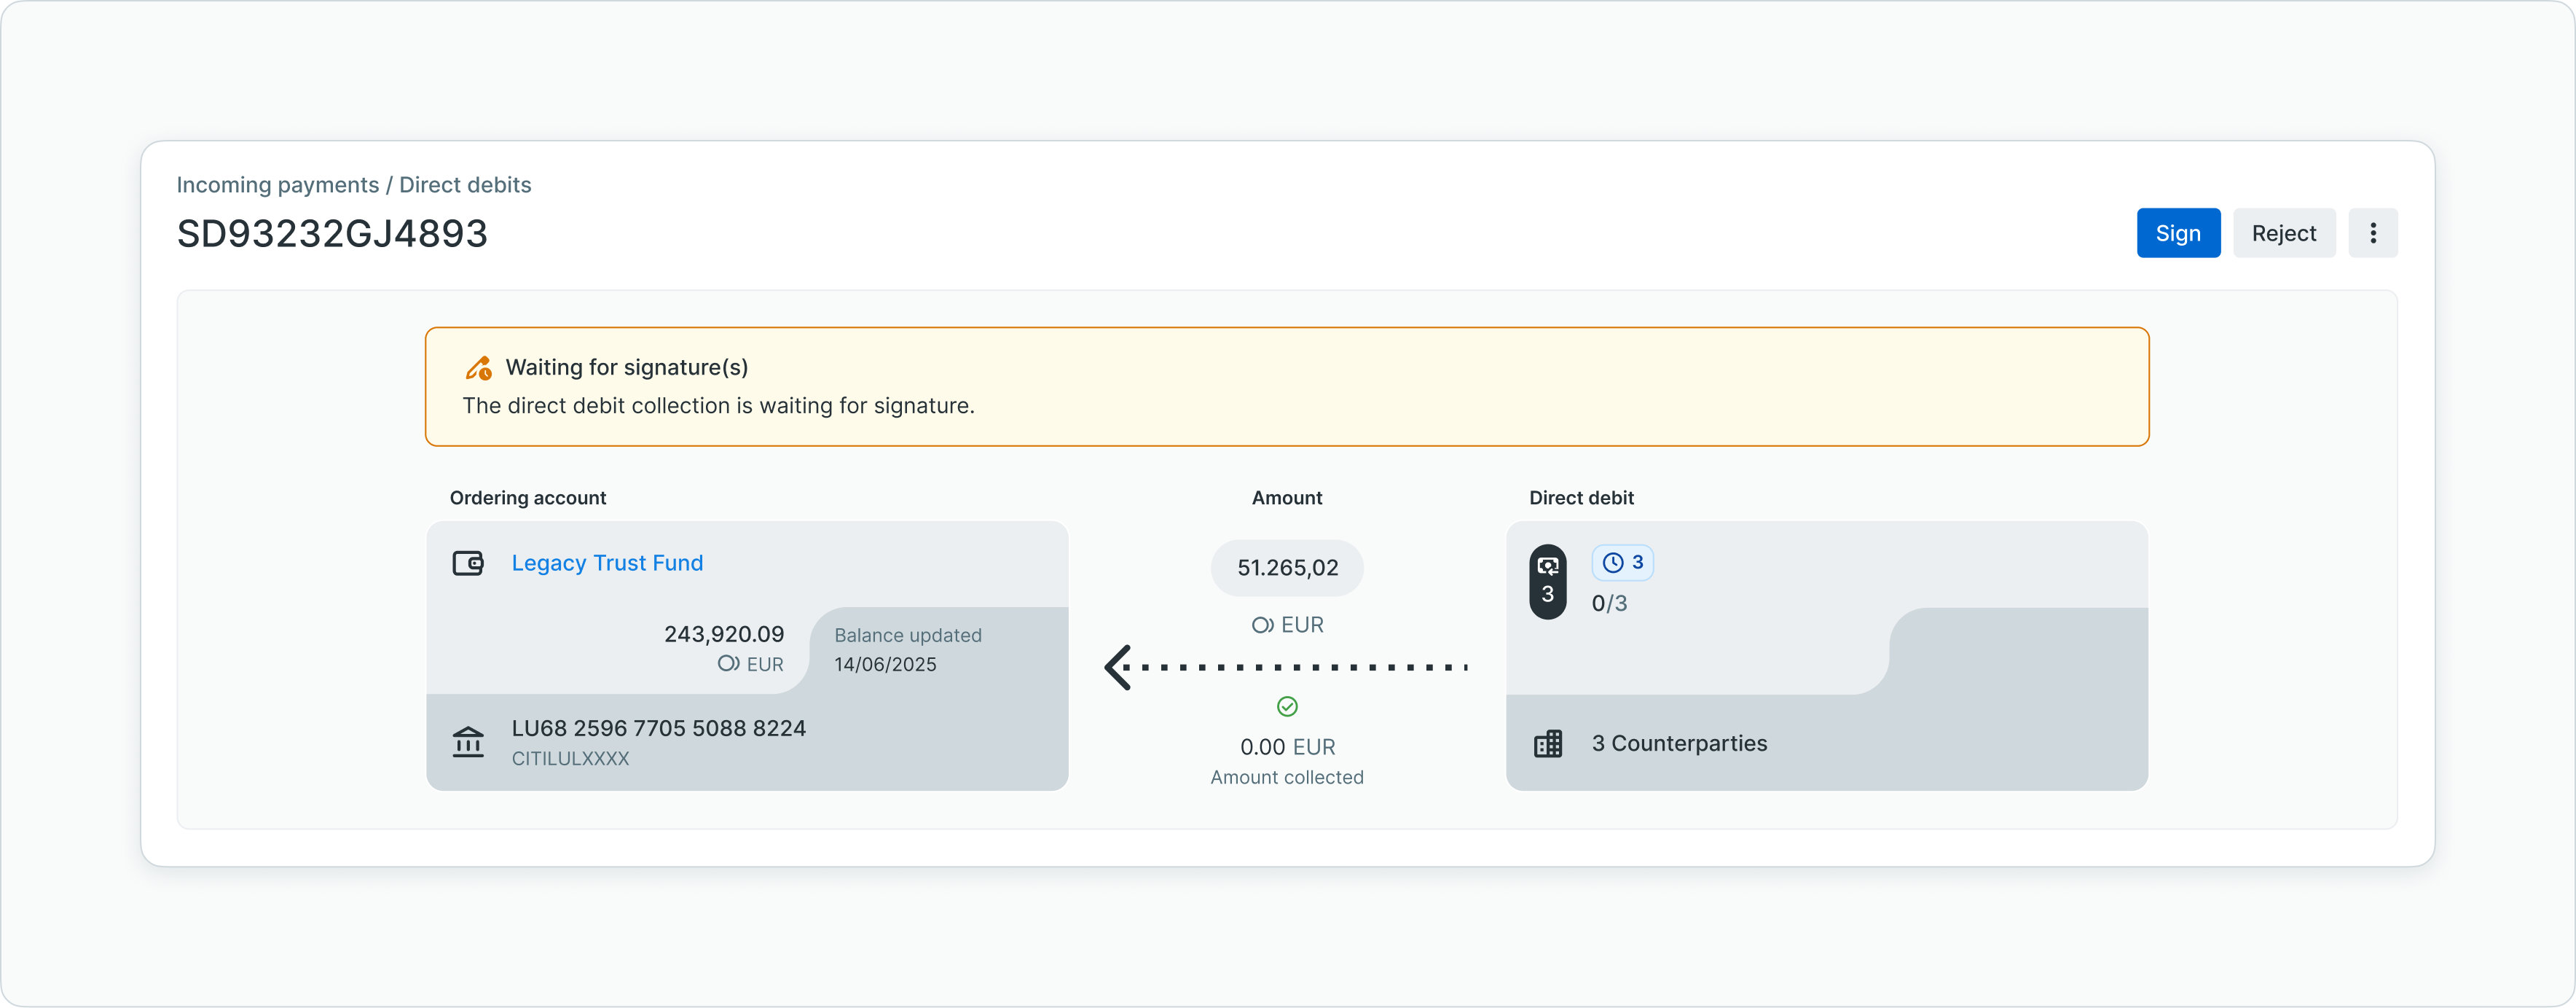 Incoming payments / Direct debits
SD93232GJ4893
Sign
Reject
Waiting for signature(s)
The direct debit collection is waiting for signature.
Ordering account
Legacy Trust Fund
243,920.09
EUR
Balance updated
14/06/2025
LU68 2596 7705 5088 8224
CITILULXXXX
Amount
51.265,02
EUR
0.00 EUR
Amount collected
Direct debit
3
3
0/3
3 Counterparties